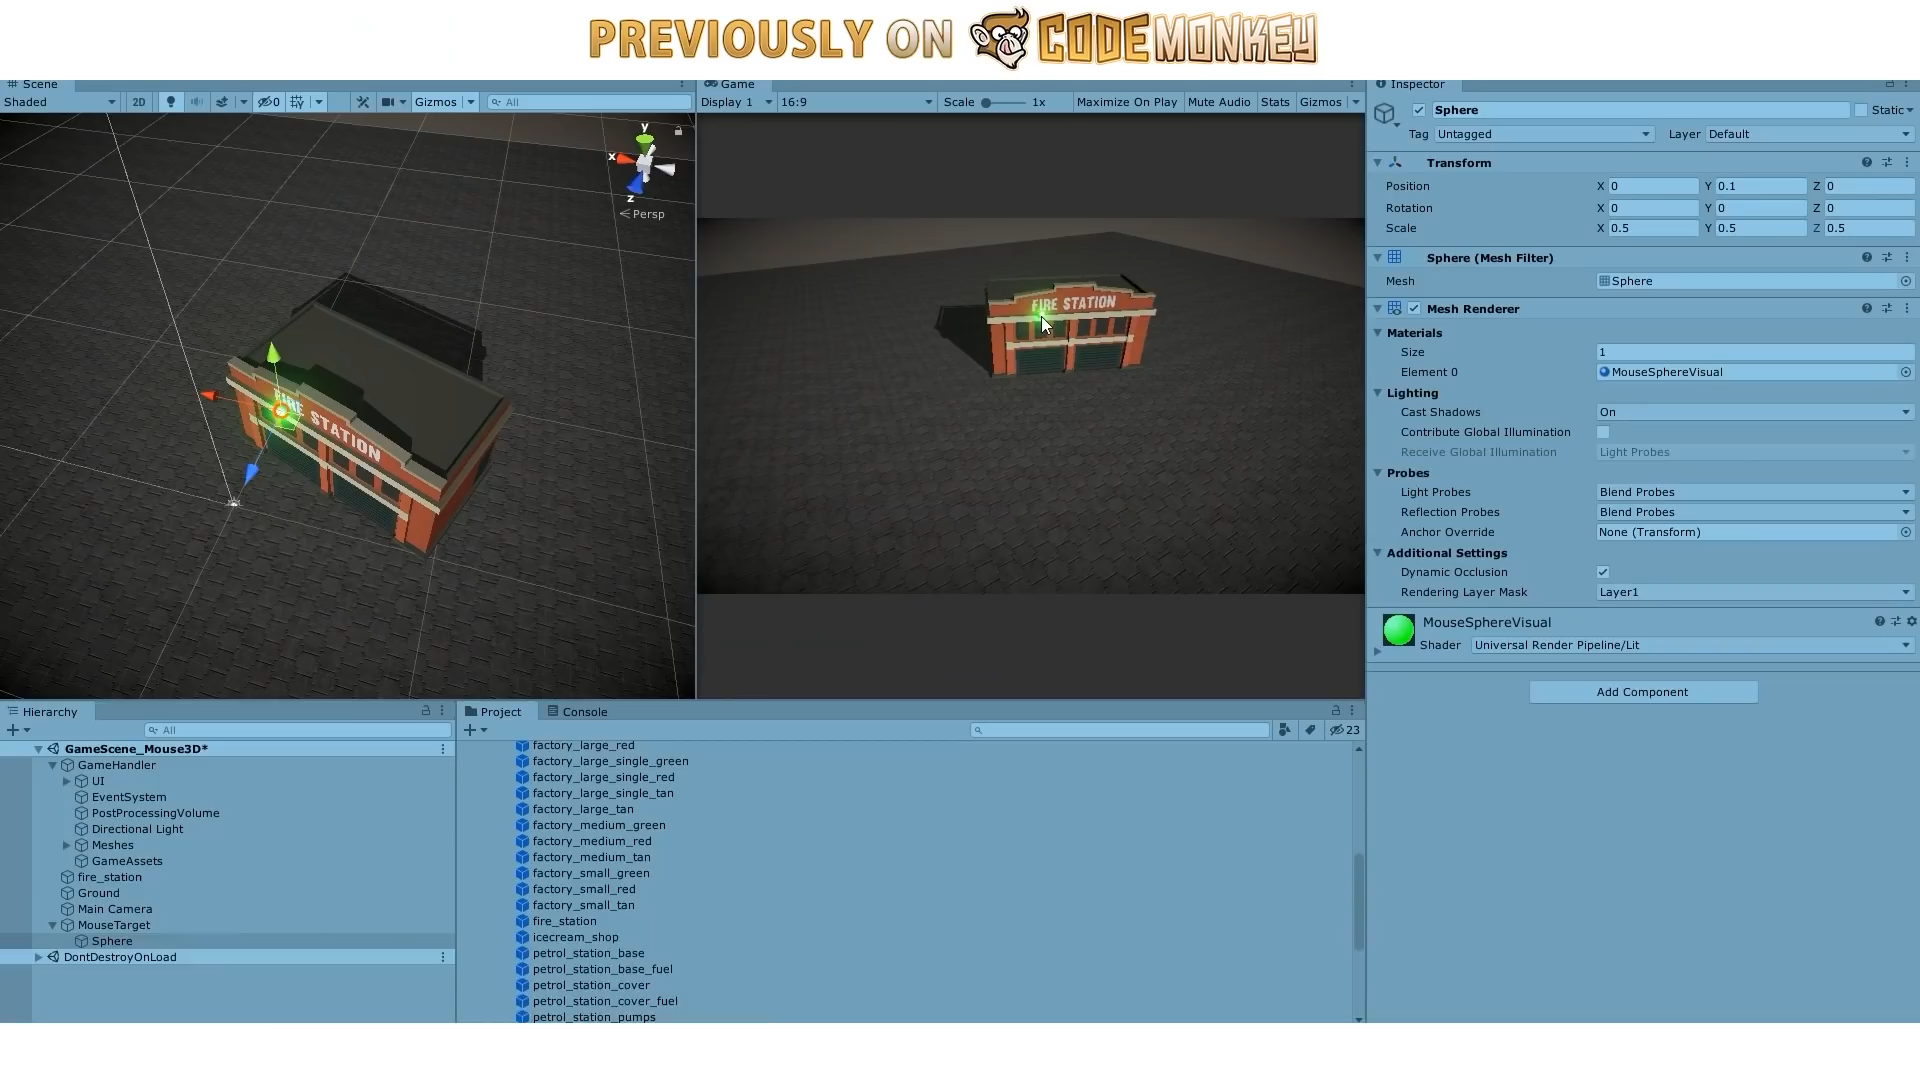 PREVIOUSLY ON CODEMONKEY
Scene
Shaded
2D
0
Gizmos
All
y
x
z
Persp
FIRE STATION
Game
Display 1
16:9
Scale
1x
Maximize On Play
Mute Audio
Stats
Gizmos
FIRE STATION
Inspector
Sphere
Static
Tag
Untagged
Layer
Default
Transform
Position
X 0
Y 0.1
Z 0
Rotation
X 0
Y 0
Z 0
Scale
X 0.5
Y 0.5
Z 0.5
Sphere (Mesh Filter)
Mesh
Sphere
Mesh Renderer
Materials
Size
1
Element 0
MouseSphereVisual
Lighting
Cast Shadows
On
Contribute Global Illumination
Receive Global Illumination
Light Probes
Probes
Light Probes
Blend Probes
Reflection Probes
Blend Probes
Anchor Override
None (Transform)
Additional Settings
Dynamic Occlusion
Rendering Layer Mask
Layer1
MouseSphereVisual
Shader
Universal Render Pipeline/Lit
Add Component
Hierarchy
All
GameScene_Mouse3D*
GameHandler
UI
EventSystem
PostProcessingVolume
Directional Light
Meshes
GameAssets
fire_station
Ground
Main Camera
MouseTarget
Sphere
DontDestroyOnLoad
Project
Console
23
factory_large_red
factory_large_single_green
factory_large_single_red
factory_large_single_tan
factory_large_tan
factory_medium_green
factory_medium_red
factory_medium_tan
factory_small_green
factory_small_red
factory_small_tan
fire_station
icecream_shop
petrol_station_base
petrol_station_base_fuel
petrol_station_cover
petrol_station_cover_fuel
petrol_station_pumps